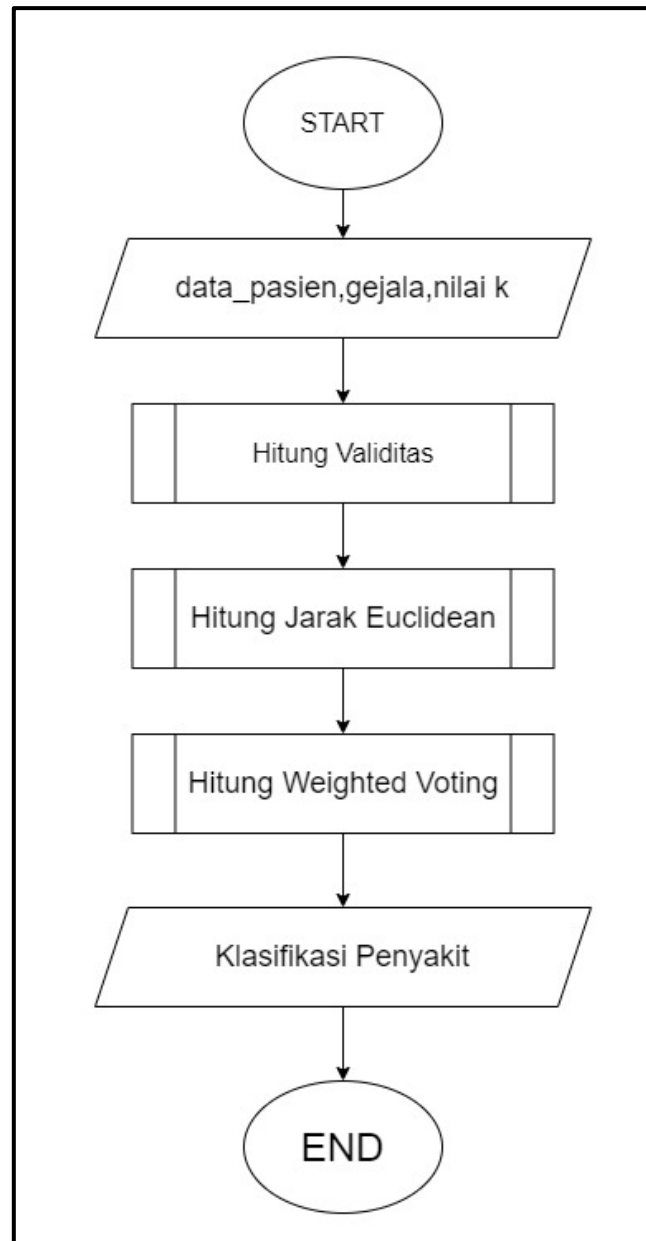 START
data_pasien,gejala,nilai k
Hitung Validitas
Hitung Jarak Euclidean
Hitung Weighted Voting
Klasifikasi Penyakit
END